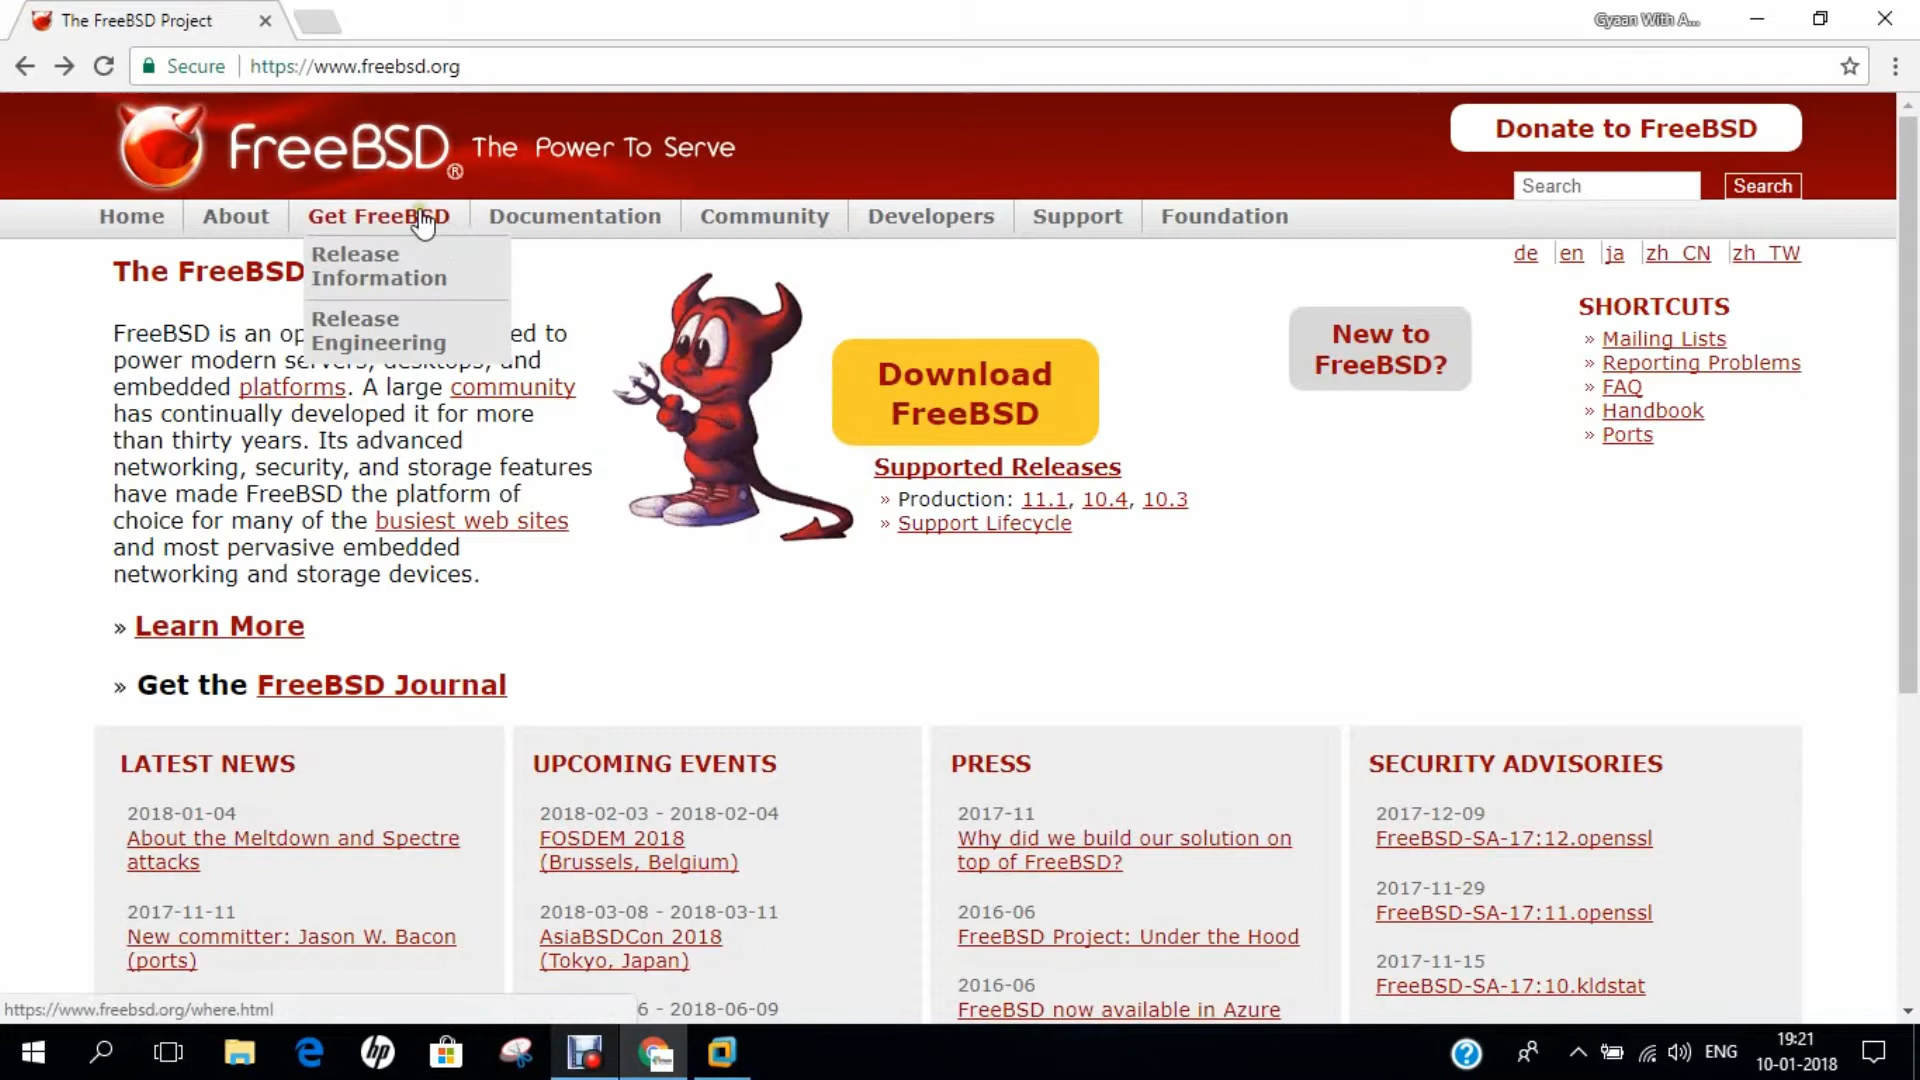 The FreeBSD Project
Gyaan With A...
Secure https://www.freebsd.org
FreeBSD® The Power To Serve
Donate to FreeBSD
Search Search
Home About Get FreeBSD Documentation Community Developers Support Foundation
Release
Information
Release
Engineering
de en ja zh_CN zh_TW
The FreeBSD
FreeBSD is an op ed to
power modern servers, desktops, and
embedded platforms. A large community
has continually developed it for more
than thirty years. Its advanced
networking, security, and storage features
have made FreeBSD the platform of
choice for many of the busiest web sites
and most pervasive embedded
networking and storage devices.
» Learn More
» Get the FreeBSD Journal
Download
FreeBSD
Supported Releases
» Production: 11.1, 10.4, 10.3
» Support Lifecycle
New to
FreeBSD?
SHORTCUTS
» Mailing Lists
» Reporting Problems
» FAQ
» Handbook
» Ports
LATEST NEWS
2018-01-04
About the Meltdown and Spectre
attacks
2017-11-11
New committer: Jason W. Bacon
(ports)
UPCOMING EVENTS
2018-02-03 - 2018-02-04
FOSDEM 2018
(Brussels, Belgium)
2018-03-08 - 2018-03-11
AsiaBSDCon 2018
(Tokyo, Japan)
6 - 2018-06-09
PRESS
2017-11
Why did we build our solution on
top of FreeBSD?
2016-06
FreeBSD Project: Under the Hood
2016-06
FreeBSD now available in Azure
SECURITY ADVISORIES
2017-12-09
FreeBSD-SA-17:12.openssl
2017-11-29
FreeBSD-SA-17:11.openssl
2017-11-15
FreeBSD-SA-17:10.kldstat
https://www.freebsd.org/where.html
hp
ENG
19:21
10-01-2018